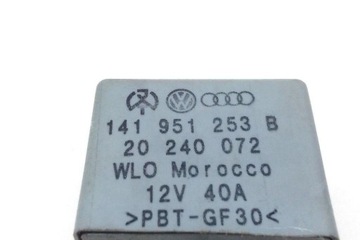 141 951 253 B
20 240 072
WLO Morocco
12V 40A
>PBT-GF30<